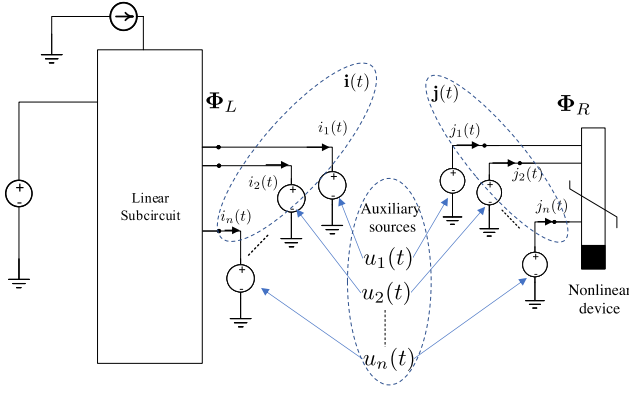 i(t)
Φ_L
j(t)
Φ_R
i_1(t)
j_1(t)
i_2(t)
j_2(t)
Linear
Subcircuit
i_n(t)
Auxiliary
sources
j_n(t)
u_1(t)
u_2(t)
u_n(t)
Nonlinear
device